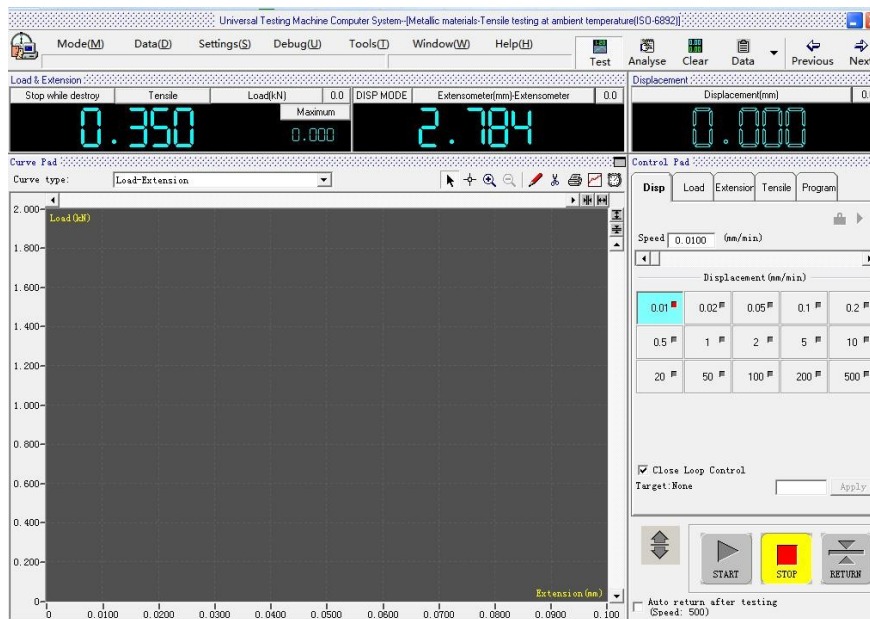 Universal Testing Machine Computer System--[Metallic materials-Tensile testing at ambient temperature(ISO-6892)]
Mode(M) Data(D) Settings(S) Debug(U) Tools(T) Window(W) Help(H)
Test Analyse Clear Data Previous Next
Load & Extension Displacement
Stop while destroy Tensile Load(kN) 0.0 DISP MODE Extensometer(mm)-Extensometer 0.0 Displacement(mm)
Maximum
0.350 0.000 2.784 0.000
Curve Pad Control Pad
Curve type: Load-Extension
Disp Load Extension Tensile Program
2.000
Load(kN)
Speed 0.0100 (mm/min)
1.800
Displacement(mm/min)
1.600
0.01 0.02 0.05 0.1 0.2
1.400
0.5 1 2 5 10
1.200
20 50 100 200 500
1.000
0.800
Close Loop Control
0.600
Target:None Apply
0.400
0.200
START STOP RETURN
Extension(mm)
0
Auto return after testing
0 0.0100 0.0200 0.0300 0.0400 0.0500 0.0600 0.0700 0.0800 0.0900 0.100
(Speed: 500)